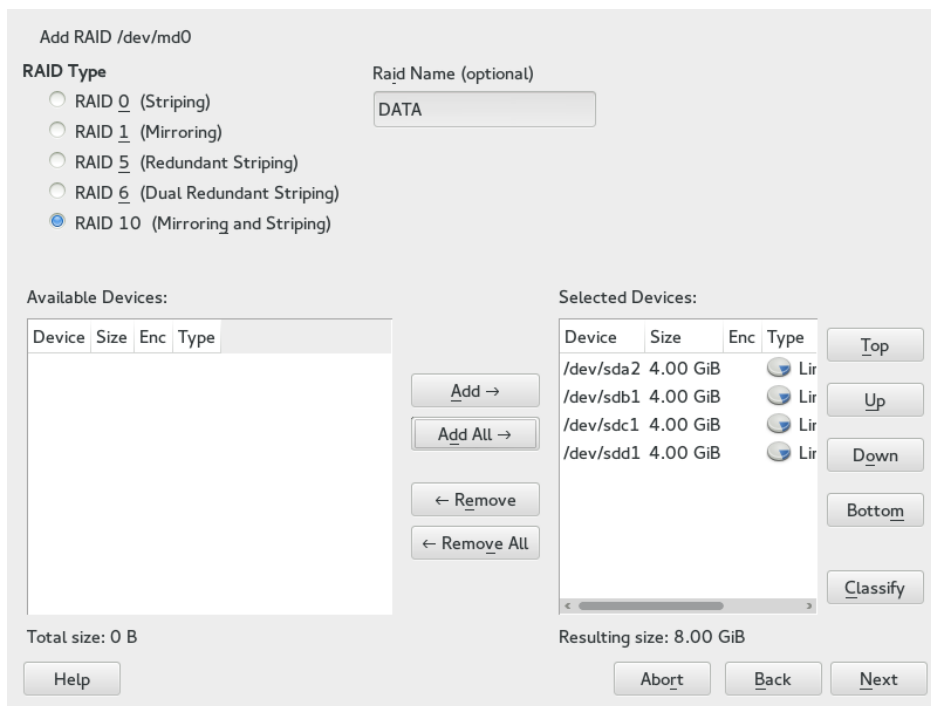 Add RAID /dev/md0
RAID Type
RAID 0 (Striping)
RAID 1 (Mirroring)
RAID 5 (Redundant Striping)
RAID 6 (Dual Redundant Striping)
RAID 10 (Mirroring and Striping)
Raid Name (optional)
DATA
Available Devices:
Device Size Enc Type
Total size: 0 B
Add →
Add All →
← Remove
← Remove All
Selected Devices:
Device Size Enc Type
/dev/sda2 4.00 GiB Lir
/dev/sdb1 4.00 GiB Lir
/dev/sdc1 4.00 GiB Lir
/dev/sdd1 4.00 GiB Lir
Resulting size: 8.00 GiB
Top
Up
Down
Bottom
Classify
Help
Abort
Back
Next